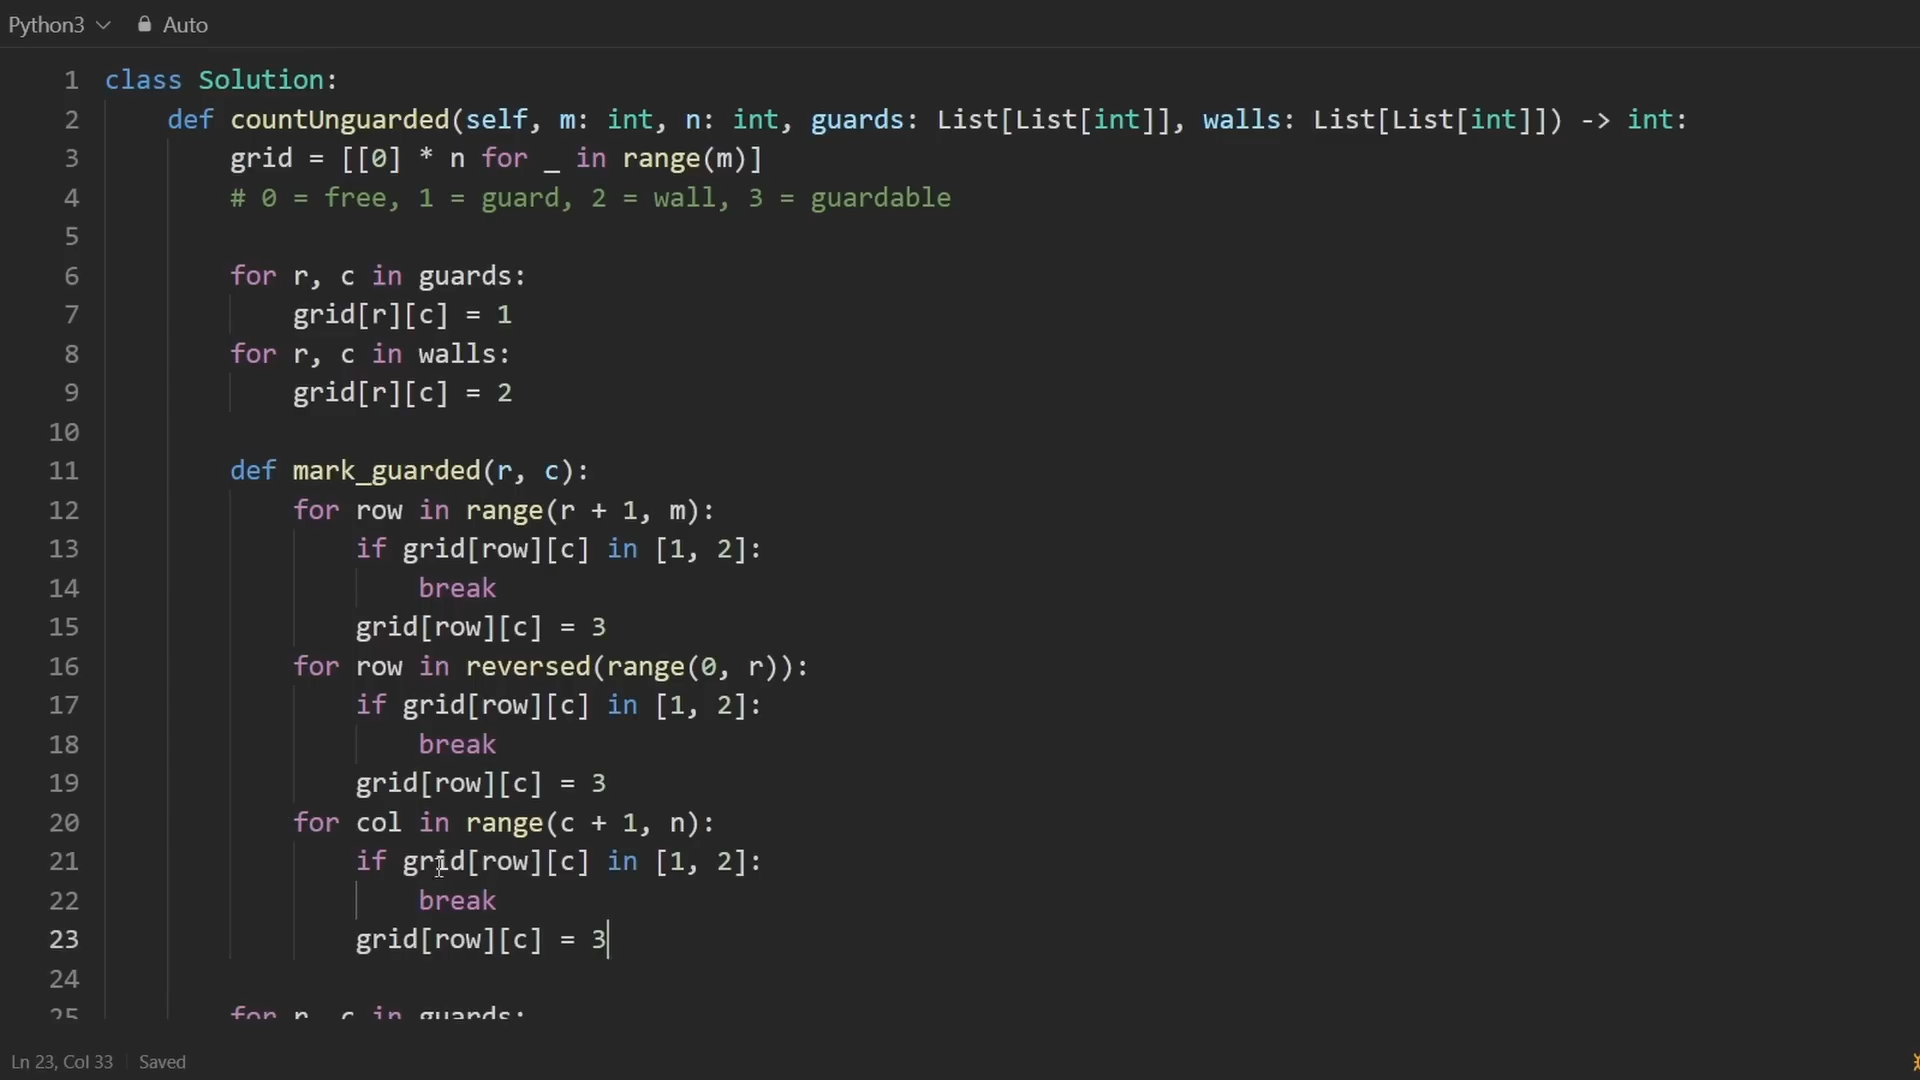 Python3 Auto
1 class Solution:
2 def countUnguarded(self, m: int, n: int, guards: List[List[int]], walls: List[List[int]]) -> int:
3 grid = [[0] * n for _ in range(m)]
4 # 0 = free, 1 = guard, 2 = wall, 3 = guardable
5
6 for r, c in guards:
7 grid[r][c] = 1
8 for r, c in walls:
9 grid[r][c] = 2
10
11 def mark_guarded(r, c):
12 for row in range(r + 1, m):
13 if grid[row][c] in [1, 2]:
14 break
15 grid[row][c] = 3
16 for row in reversed(range(0, r)):
17 if grid[row][c] in [1, 2]:
18 break
19 grid[row][c] = 3
20 for col in range(c + 1, n):
21 if grid[row][c] in [1, 2]:
22 break
23 grid[row][c] = 3
24
25 for r, c in guards:
Ln 23, Col 33 Saved